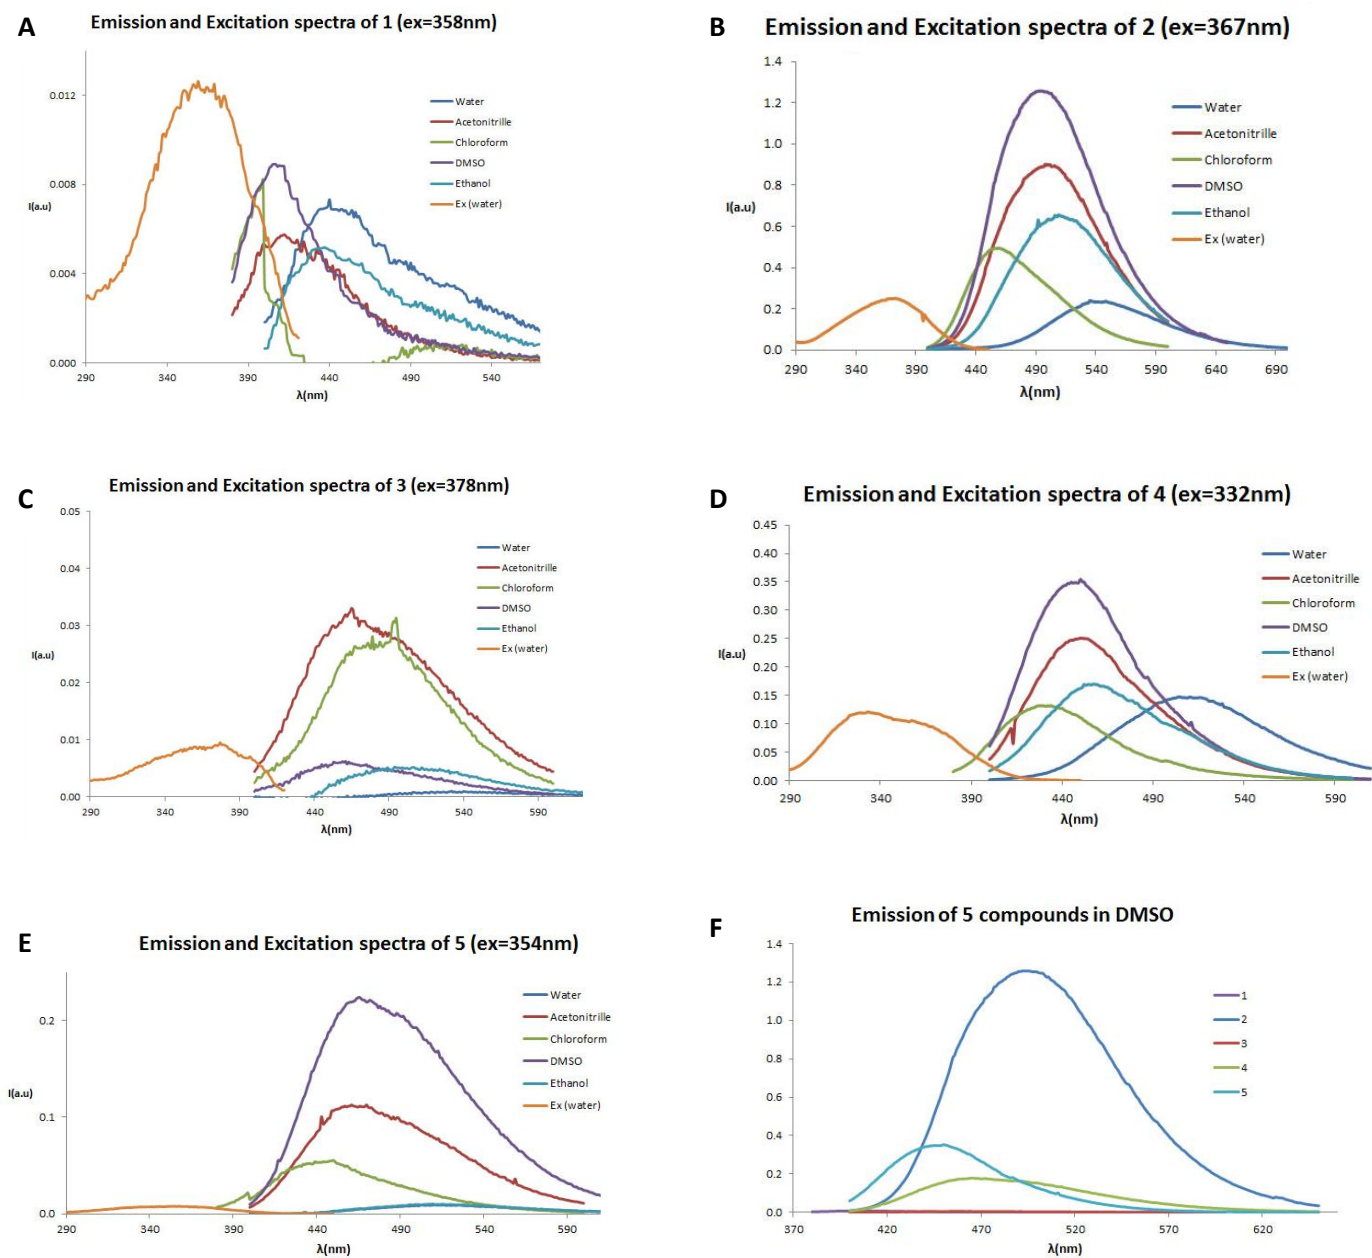 A
Emission and Excitation spectra of 1 (ex=358nm)
0.012
0.008
0.004
0.000
I(a.u)
290 340 390 440 490 540
λ(nm)
Water
Acetonitrille
Chloroform
DMSO
Ethanol
Ex (water)
B
Emission and Excitation spectra of 2 (ex=367nm)
1.4
1.2
1.0
0.8
0.6
0.4
0.2
0.0
I(a.u)
290 340 390 440 490 540 590 640 690
λ(nm)
Water
Acetonitrille
Chloroform
DMSO
Ethanol
Ex (water)
C
Emission and Excitation spectra of 3 (ex=378nm)
0.05
0.04
0.03
0.02
0.01
0.00
I(a.u)
290 340 390 440 490 540 590
λ(nm)
Water
Acetonitrille
Chloroform
DMSO
Ethanol
Ex (water)
D
Emission and Excitation spectra of 4 (ex=332nm)
0.45
0.40
0.35
0.30
0.25
0.20
0.15
0.10
0.05
0.00
I(a.u)
290 340 390 440 490 540 590
λ(nm)
Water
Acetonitrille
Chloroform
DMSO
Ethanol
Ex (water)
E
Emission and Excitation spectra of 5 (ex=354nm)
0.2
0.1
0.0
I(a.u)
290 340 390 440 490 540 590
λ(nm)
Water
Acetonitrille
Chloroform
DMSO
Ethanol
Ex (water)
F
Emission of 5 compounds in DMSO
1.4
1.2
1.0
0.8
0.6
0.4
0.2
0.0
I(a.u)
370 420 470 520 570 620
λ(nm)
1
2
3
4
5